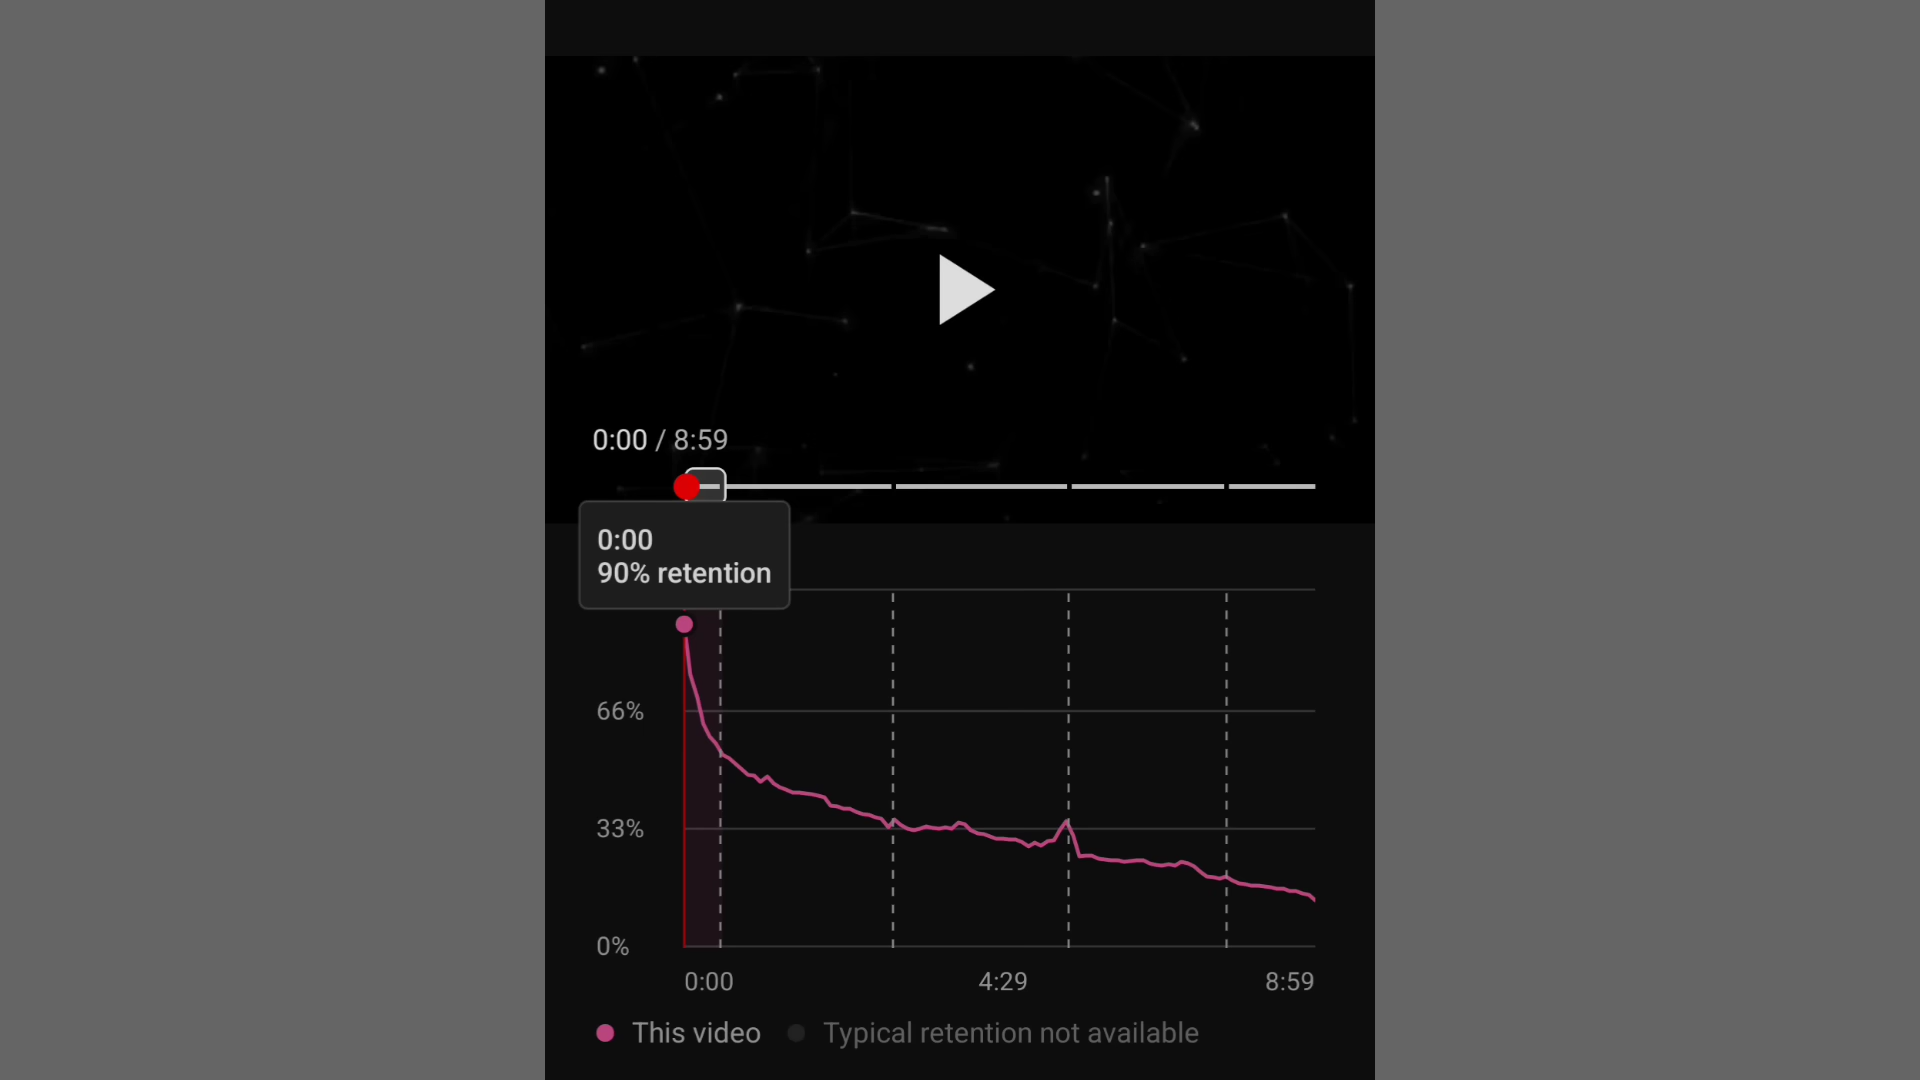 0:00 / 8:59
0:00
90% retention
66%
33%
0%
0:00 4:29 8:59
This video Typical retention not available